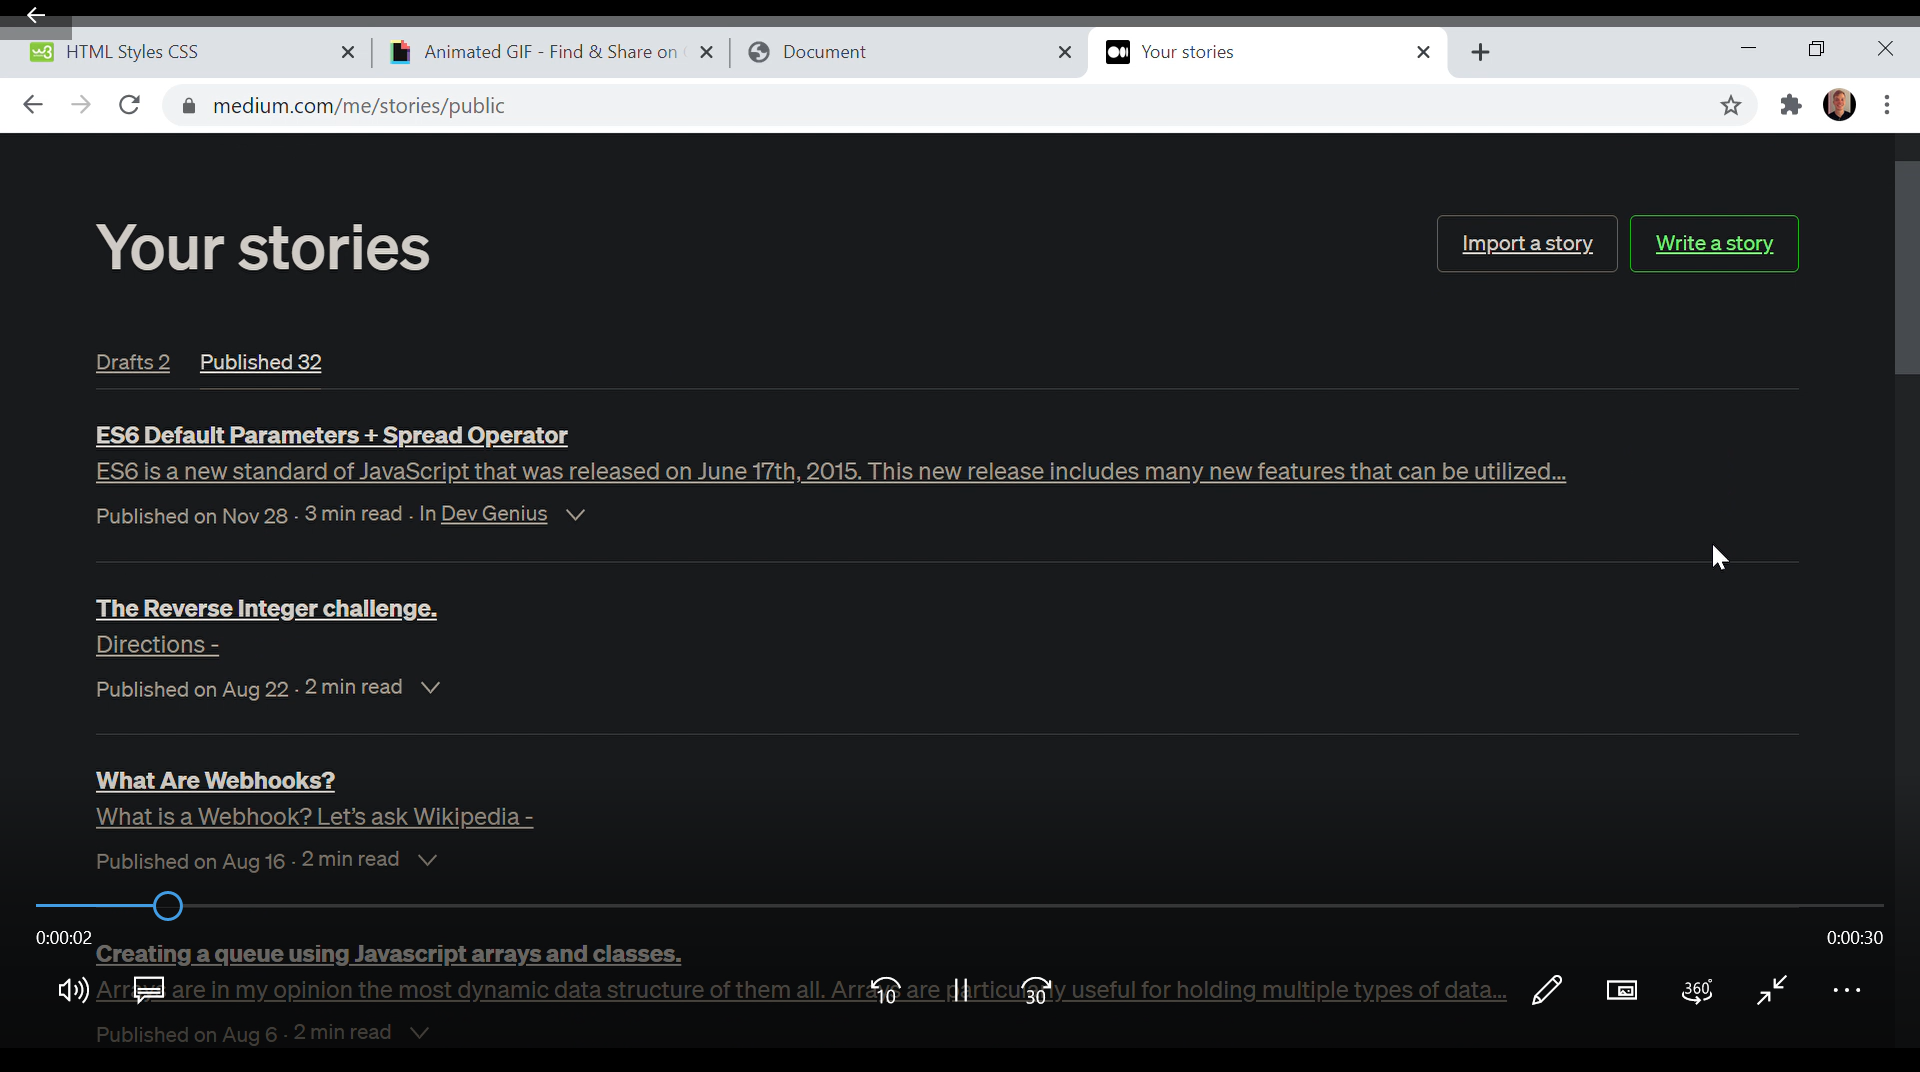 HTML Styles CSS
Animated GIF - Find & Share on
Document
Your stories
medium.com/me/stories/public
Your stories
Import a story
Write a story
Drafts 2
Published 32
ES6 Default Parameters + Spread Operator
ES6 is a new standard of JavaScript that was released on June 17th, 2015. This new release includes many new features that can be utilized...
Published on Nov 28 · 3 min read · In Dev Genius
The Reverse Integer challenge.
Directions -
Published on Aug 22 · 2 min read
What Are Webhooks?
What is a Webhook? Let's ask Wikipedia -
Published on Aug 16 · 2 min read
0:00:02
0:00:30
Creating a queue using Javascript arrays and classes.
Arrays are in my opinion the most dynamic data structure of them all. Arrays are particularly useful for holding multiple types of data...
10
30
360°
Published on Aug 6 · 2 min read